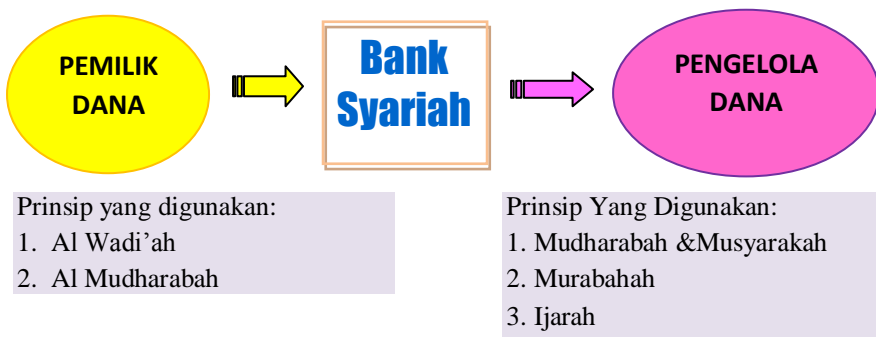 PEMILIK
DANA
Bank
Syariah
PENGELOLA
DANA
Prinsip yang digunakan:
1. Al Wadi’ah
2. Al Mudharabah
Prinsip Yang Digunakan:
1. Mudharabah &Musyarakah
2. Murabahah
3. Ijarah